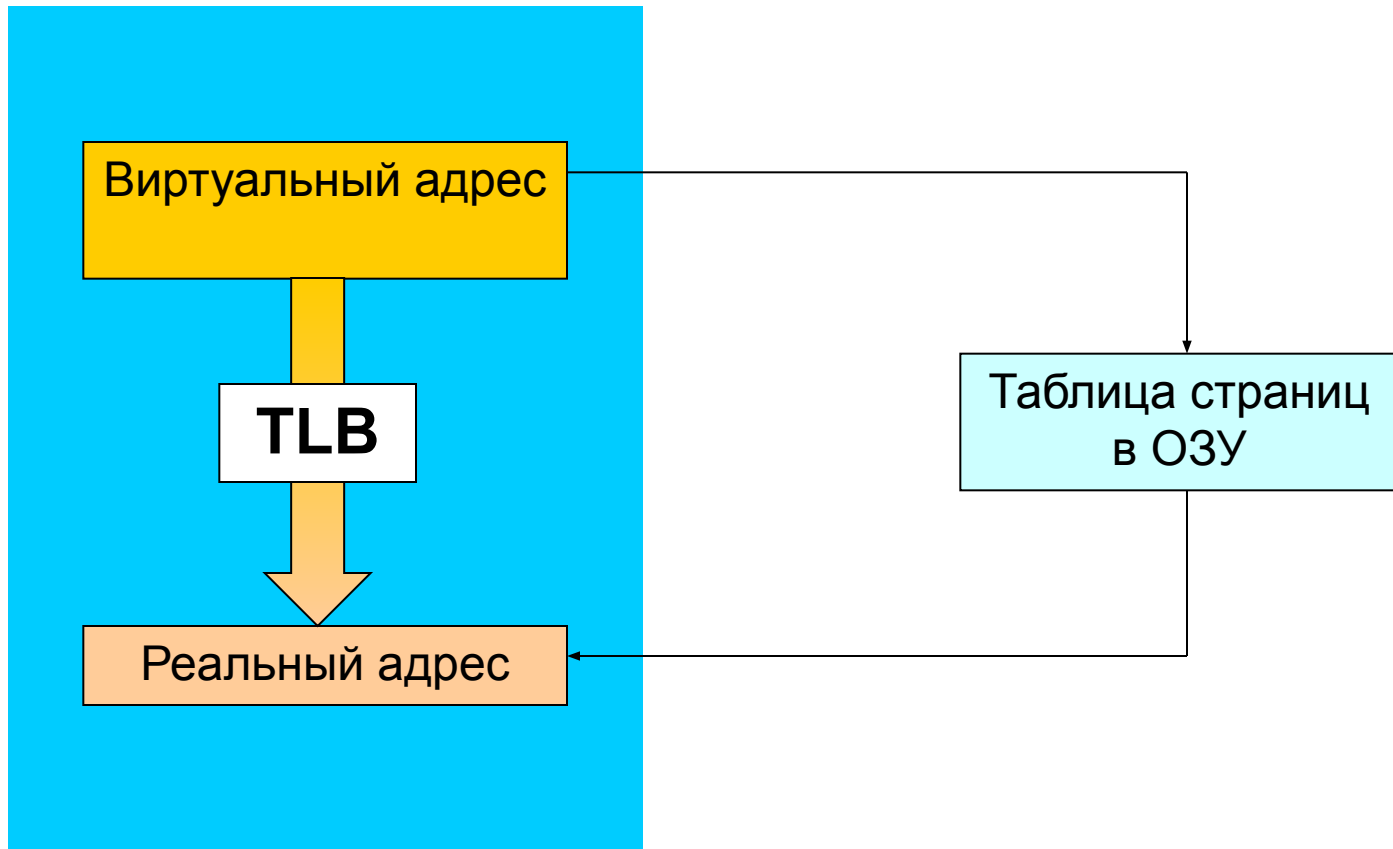 Виртуальный адрес
TLB
Таблица страниц
в ОЗУ
Реальный адрес